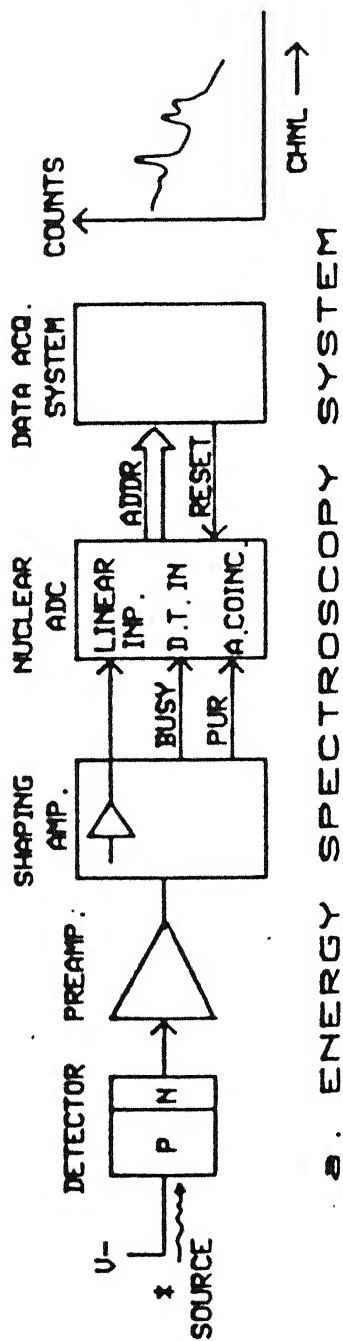 V-
*
SOURCE
DETECTOR
P
N
PREAMP.
SHAPING
AMP.
BUSY
PUR
NUCLEAR
ADC
LINEAR
INP.
D.T.IN
A.COINC.
ADDR
RESET
DATA ACQ.
SYSTEM
COUNTS
CHNL
a. ENERGY SPECTROSCOPY SYSTEM